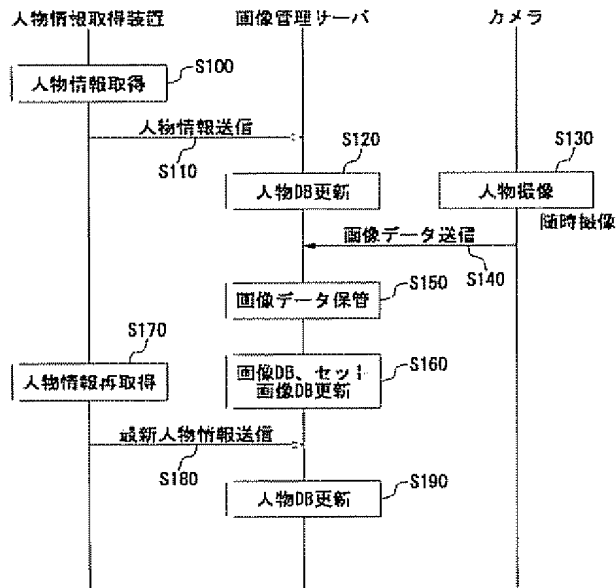 人物情報取得装置
画像管理サーバ
カメラ
人物情報取得
S100
人物情報送信
S110
S120
人物DB更新
S130
人物撮像
随時撮像
画像データ送信
S140
画像データ保管
S150
S170
人物情報再取得
画像DB、セット
画像DB更新
S160
最新人物情報送信
S180
人物DB更新
S190